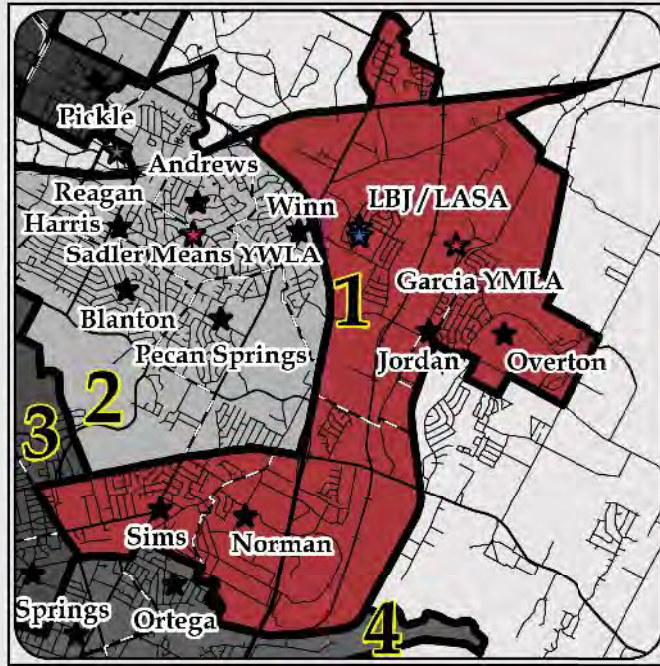 Pickle
Andrews
Reagan
Winn
LBJ/LASA
Harris
Sadler Means YWLA
Garcia YMLA
1
Blanton
Pecan Springs
Jordan
Overton
2
3
Sims
Norman
Springs
Ortega
4